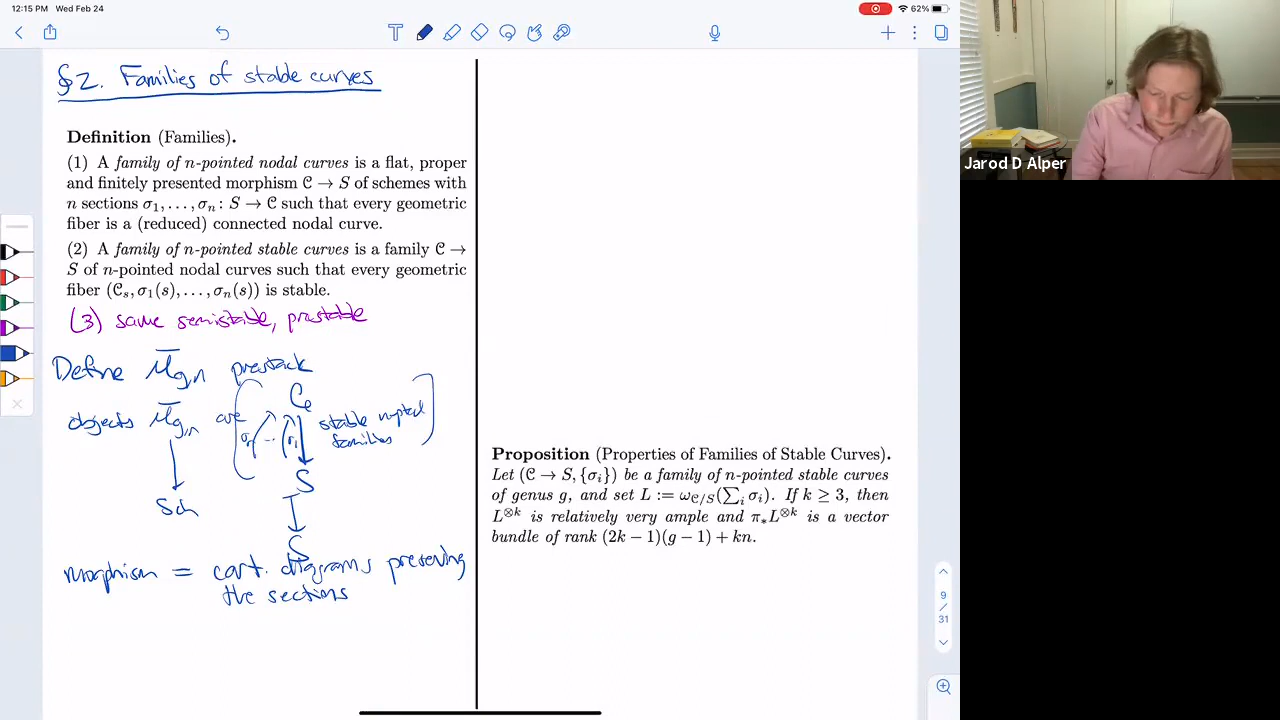 12:15 PM Wed Feb 24
62%
§2. Families of stable curves
Definition (Families).
(1) A family of n-pointed nodal curves is a flat, proper
and finitely presented morphism 𝒞 → S of schemes with
n sections σ₁, . . . , σₙ : S → 𝒞 such that every geometric
fiber is a (reduced) connected nodal curve.
(2) A family of n-pointed stable curves is a family 𝒞 →
S of n-pointed nodal curves such that every geometric
fiber (𝒞ₛ, σ₁(s), . . . , σₙ(s)) is stable.
(3) same semistable, prestable
Define M̄g,n prestack
objects M̄g,n are ( 𝒞 → S stable n-pted families )
σn ... σ1
Sch
S
morphism = cart. diagrams preserving
the sections
Proposition (Properties of Families of Stable Curves).
Let (𝒞 → S, {σᵢ}) be a family of n-pointed stable curves
of genus g, and set L := ω𝒞/S(∑ᵢ σᵢ). If k ≥ 3, then
L⊗ᵏ is relatively very ample and π∗L⊗ᵏ is a vector
bundle of rank (2k − 1)(g − 1) + kn.
9
/
31
Jarod D Alper